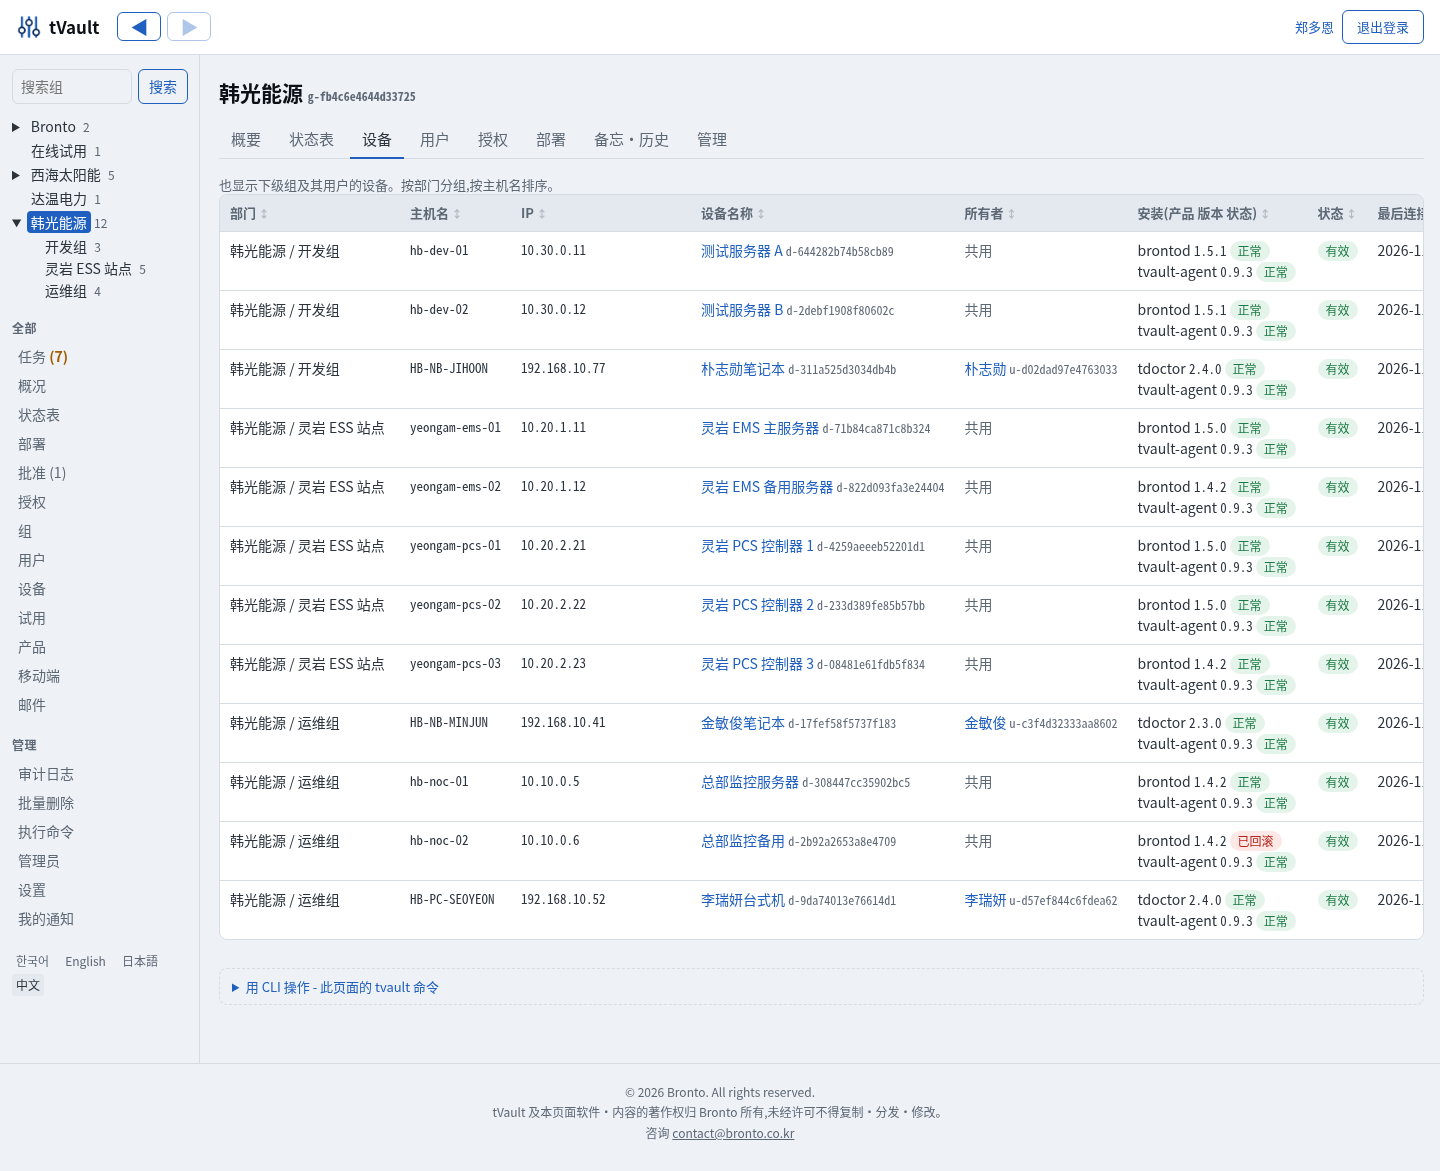 tVault ◀ ▶ 郑多恩 退出登录
搜索组 搜索
▶ Bronto 2
在线试用 1
▶ 西海太阳能 5
达温电力 1
▼ 韩光能源 12
开发组 3
灵岩 ESS 站点 5
运维组 4
全部
任务 (7)
概况
状态表
部署
批准 (1)
授权
组
用户
设备
试用
产品
移动端
邮件
管理
审计日志
批量删除
执行命令
管理员
设置
我的通知
한국어 English 日本語
中文
韩光能源 g-fb4c6e4644d33725
概要 状态表 设备 用户 授权 部署 备忘・历史 管理
也显示下级组及其用户的设备。按部门分组,按主机名排序。
部门 ↕ 主机名 ↕ IP ↕ 设备名称 ↕ 所有者 ↕ 安装(产品 版本 状态) ↕ 状态 ↕ 最后连接
韩光能源 / 开发组 hb-dev-01 10.30.0.11 测试服务器 A d-644282b74b58cb89 共用 brontod 1.5.1 正常 有效 2026-1
tvault-agent 0.9.3 正常
韩光能源 / 开发组 hb-dev-02 10.30.0.12 测试服务器 B d-2debf1908f80602c 共用 brontod 1.5.1 正常 有效 2026-1
tvault-agent 0.9.3 正常
韩光能源 / 开发组 HB-NB-JIHOON 192.168.10.77 朴志勋笔记本 d-311a525d3034db4b 朴志勋 u-d02dad97e4763033 tdoctor 2.4.0 正常 有效 2026-1
tvault-agent 0.9.3 正常
韩光能源 / 灵岩 ESS 站点 yeongam-ems-01 10.20.1.11 灵岩 EMS 主服务器 d-71b84ca871c8b324 共用 brontod 1.5.0 正常 有效 2026-1
tvault-agent 0.9.3 正常
韩光能源 / 灵岩 ESS 站点 yeongam-ems-02 10.20.1.12 灵岩 EMS 备用服务器 d-822d093fa3e24404 共用 brontod 1.4.2 正常 有效 2026-1
tvault-agent 0.9.3 正常
韩光能源 / 灵岩 ESS 站点 yeongam-pcs-01 10.20.2.21 灵岩 PCS 控制器 1 d-4259aeeeb52201d1 共用 brontod 1.5.0 正常 有效 2026-1
tvault-agent 0.9.3 正常
韩光能源 / 灵岩 ESS 站点 yeongam-pcs-02 10.20.2.22 灵岩 PCS 控制器 2 d-233d389fe85b57bb 共用 brontod 1.5.0 正常 有效 2026-1
tvault-agent 0.9.3 正常
韩光能源 / 灵岩 ESS 站点 yeongam-pcs-03 10.20.2.23 灵岩 PCS 控制器 3 d-08481e61fdb5f834 共用 brontod 1.4.2 正常 有效 2026-1
tvault-agent 0.9.3 正常
韩光能源 / 运维组 HB-NB-MINJUN 192.168.10.41 金敏俊笔记本 d-17fef58f5737f183 金敏俊 u-c3f4d32333aa8602 tdoctor 2.3.0 正常 有效 2026-1
tvault-agent 0.9.3 正常
韩光能源 / 运维组 hb-noc-01 10.10.0.5 总部监控服务器 d-308447cc35902bc5 共用 brontod 1.4.2 正常 有效 2026-1
tvault-agent 0.9.3 正常
韩光能源 / 运维组 hb-noc-02 10.10.0.6 总部监控备用 d-2b92a2653a8e4709 共用 brontod 1.4.2 已回滚 有效 2026-1
tvault-agent 0.9.3 正常
韩光能源 / 运维组 HB-PC-SEOYEON 192.168.10.52 李瑞妍台式机 d-9da74013e76614d1 李瑞妍 u-d57ef844c6fdea62 tdoctor 2.4.0 正常 有效 2026-1
tvault-agent 0.9.3 正常
▶ 用 CLI 操作 - 此页面的 tvault 命令
© 2026 Bronto. All rights reserved.
tVault 及本页面软件・内容的著作权归 Bronto 所有,未经许可不得复制・分发・修改。
咨询 contact@bronto.co.kr